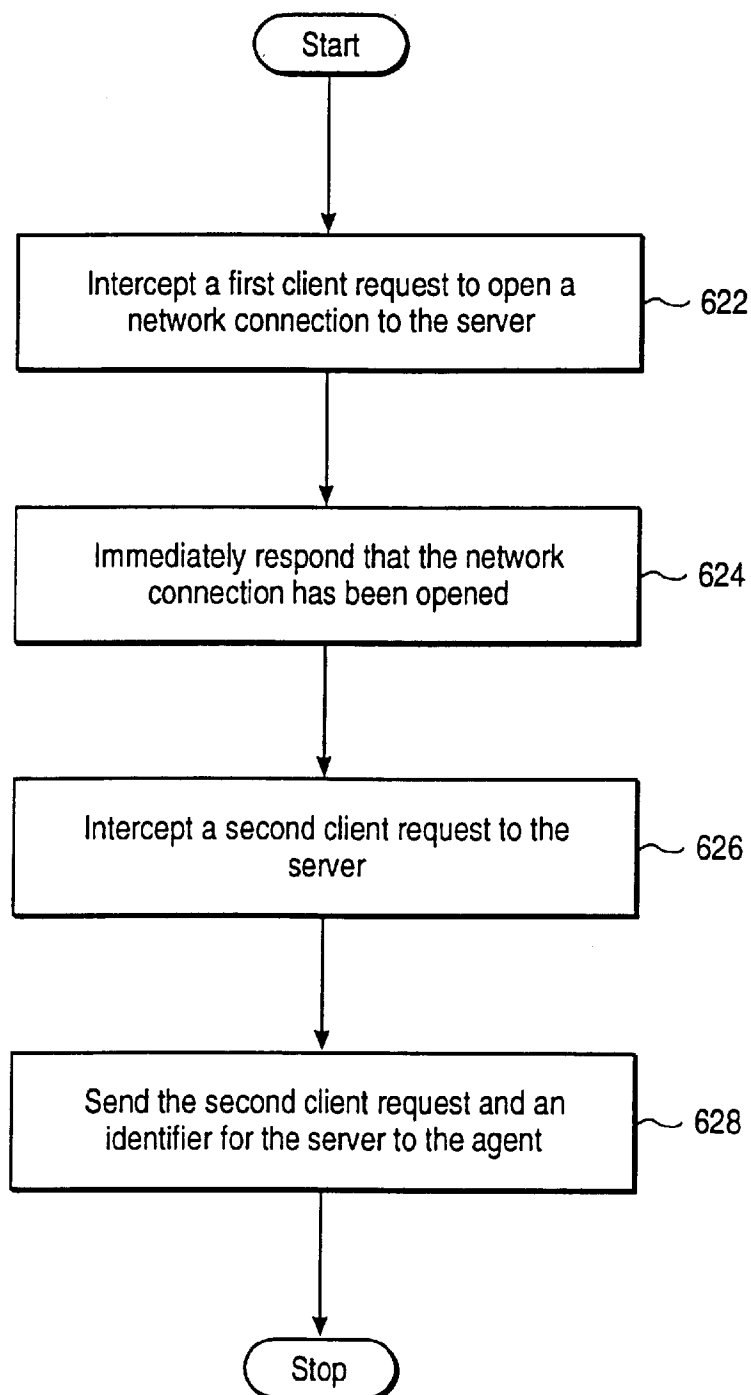 Start
Intercept a first client request to open a
network connection to the server
622
Immediately respond that the network
connection has been opened
624
Intercept a second client request to the
server
626
Send the second client request and an
identifier for the server to the agent
628
Stop